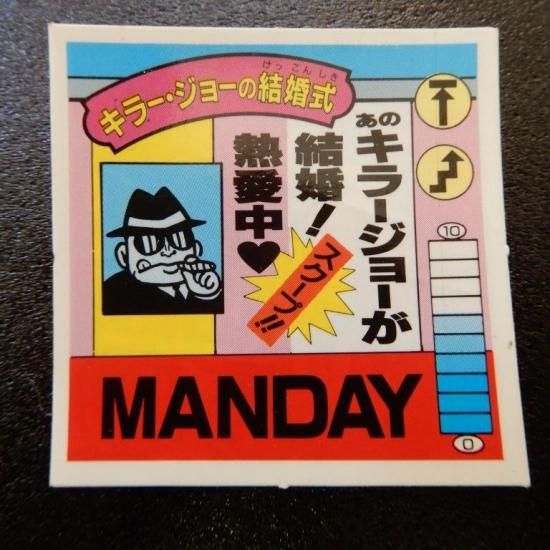 けっこんしき
キラー・ジョーの結婚式
あのキラージョーが
結婚！
熱愛中♥
スクープ!!
10
0
MANDAY